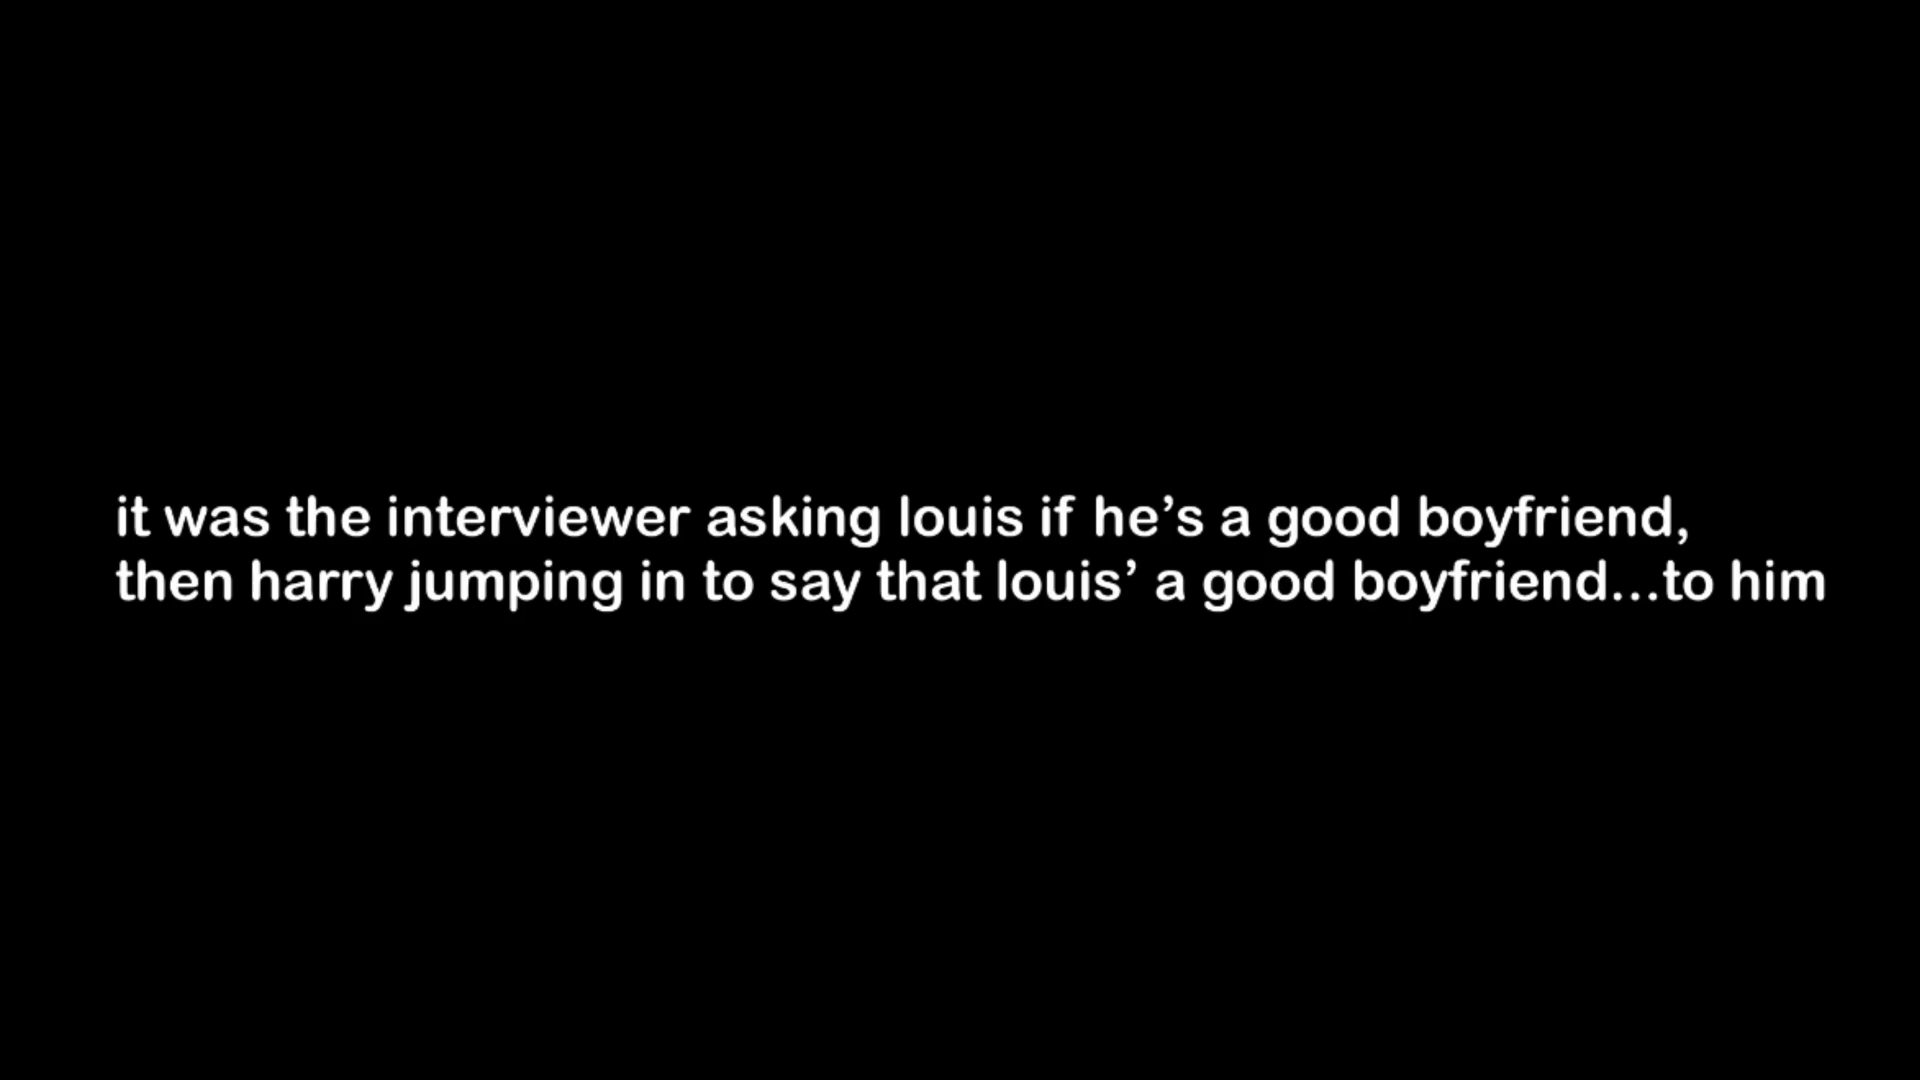 it was the interviewer asking louis if he’s a good boyfriend,
then harry jumping in to say that louis’ a good boyfriend...to him